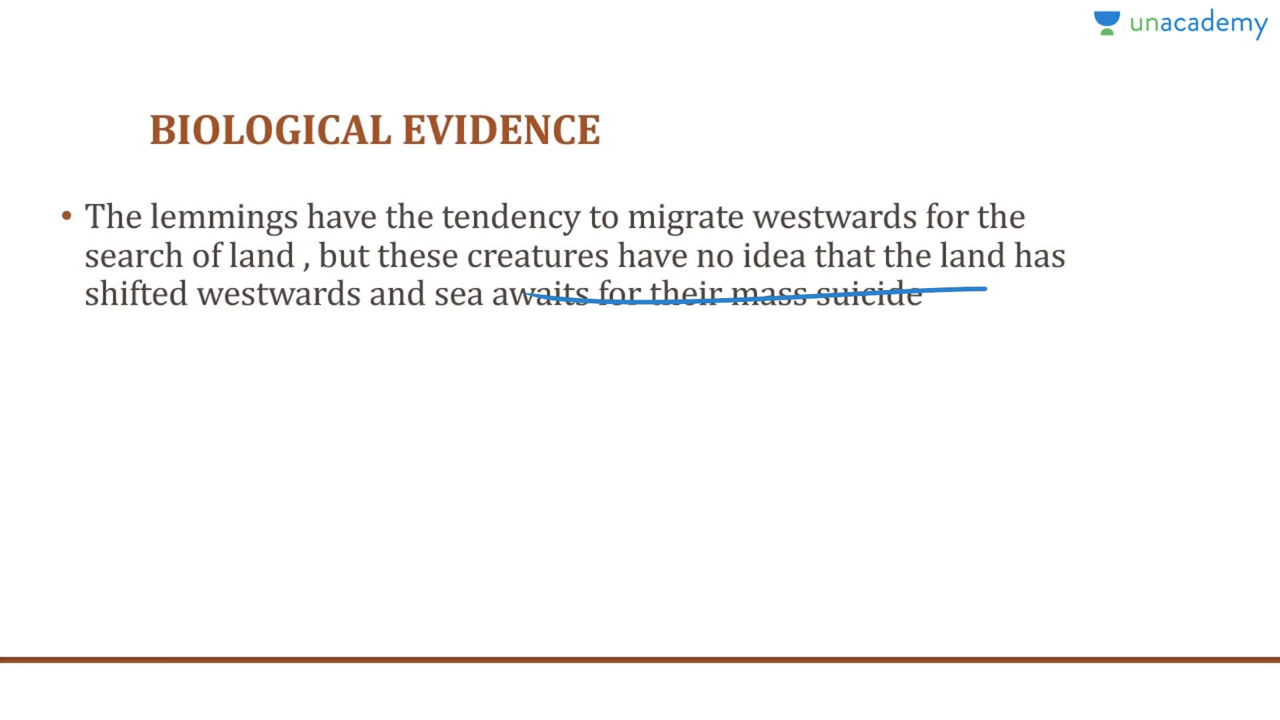 unacademy
BIOLOGICAL EVIDENCE
• The lemmings have the tendency to migrate westwards for the
search of land , but these creatures have no idea that the land has
shifted westwards and sea awaits for their mass suicide